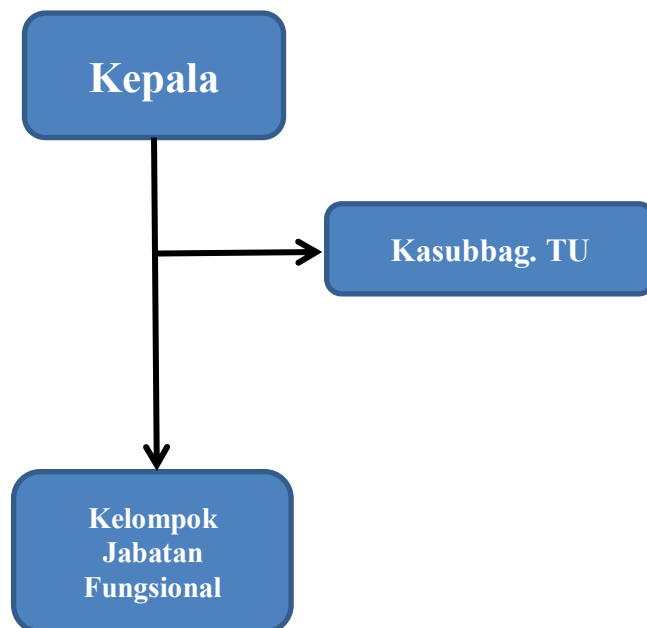 Kepala
Kasubbag. TU
Kelompok
Jabatan
Fungsional